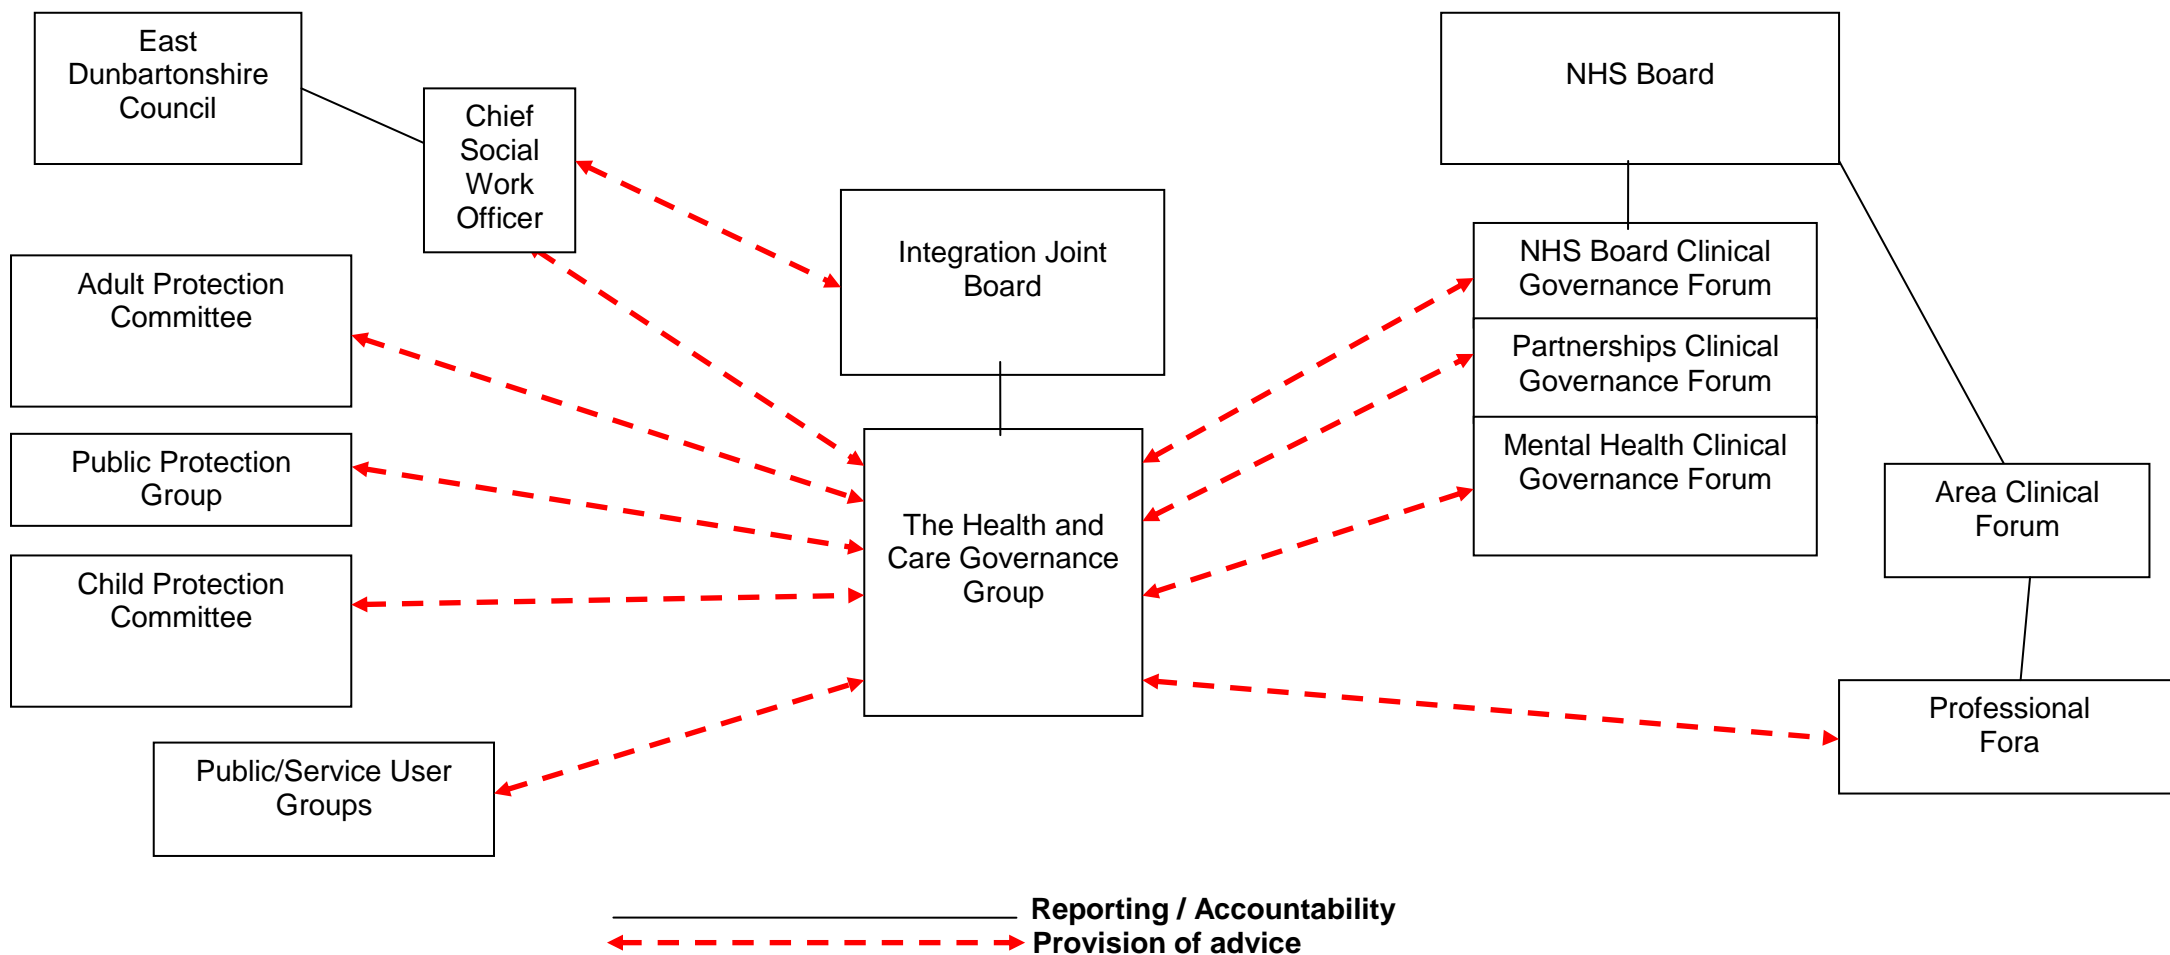 East
Dunbartonshire
Council
Chief
Social
Work
Officer
NHS Board
Integration Joint
Board
NHS Board Clinical
Governance Forum
Adult Protection
Committee
Partnerships Clinical
Governance Forum
Public Protection
Group
Mental Health Clinical
Governance Forum
Area Clinical
Forum
The Health and
Care Governance
Group
Child Protection
Committee
Professional
Fora
Public/Service User
Groups
Reporting / Accountability
Provision of advice